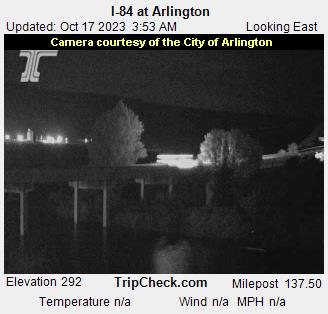 I-84 at Arlington
Updated: Oct 17 2023 3:53 AM Looking East
Camera courtesy of the City of Arlington
Elevation 292 TripCheck.com Milepost 137.50
Temperature n/a Wind n/a MPH n/a